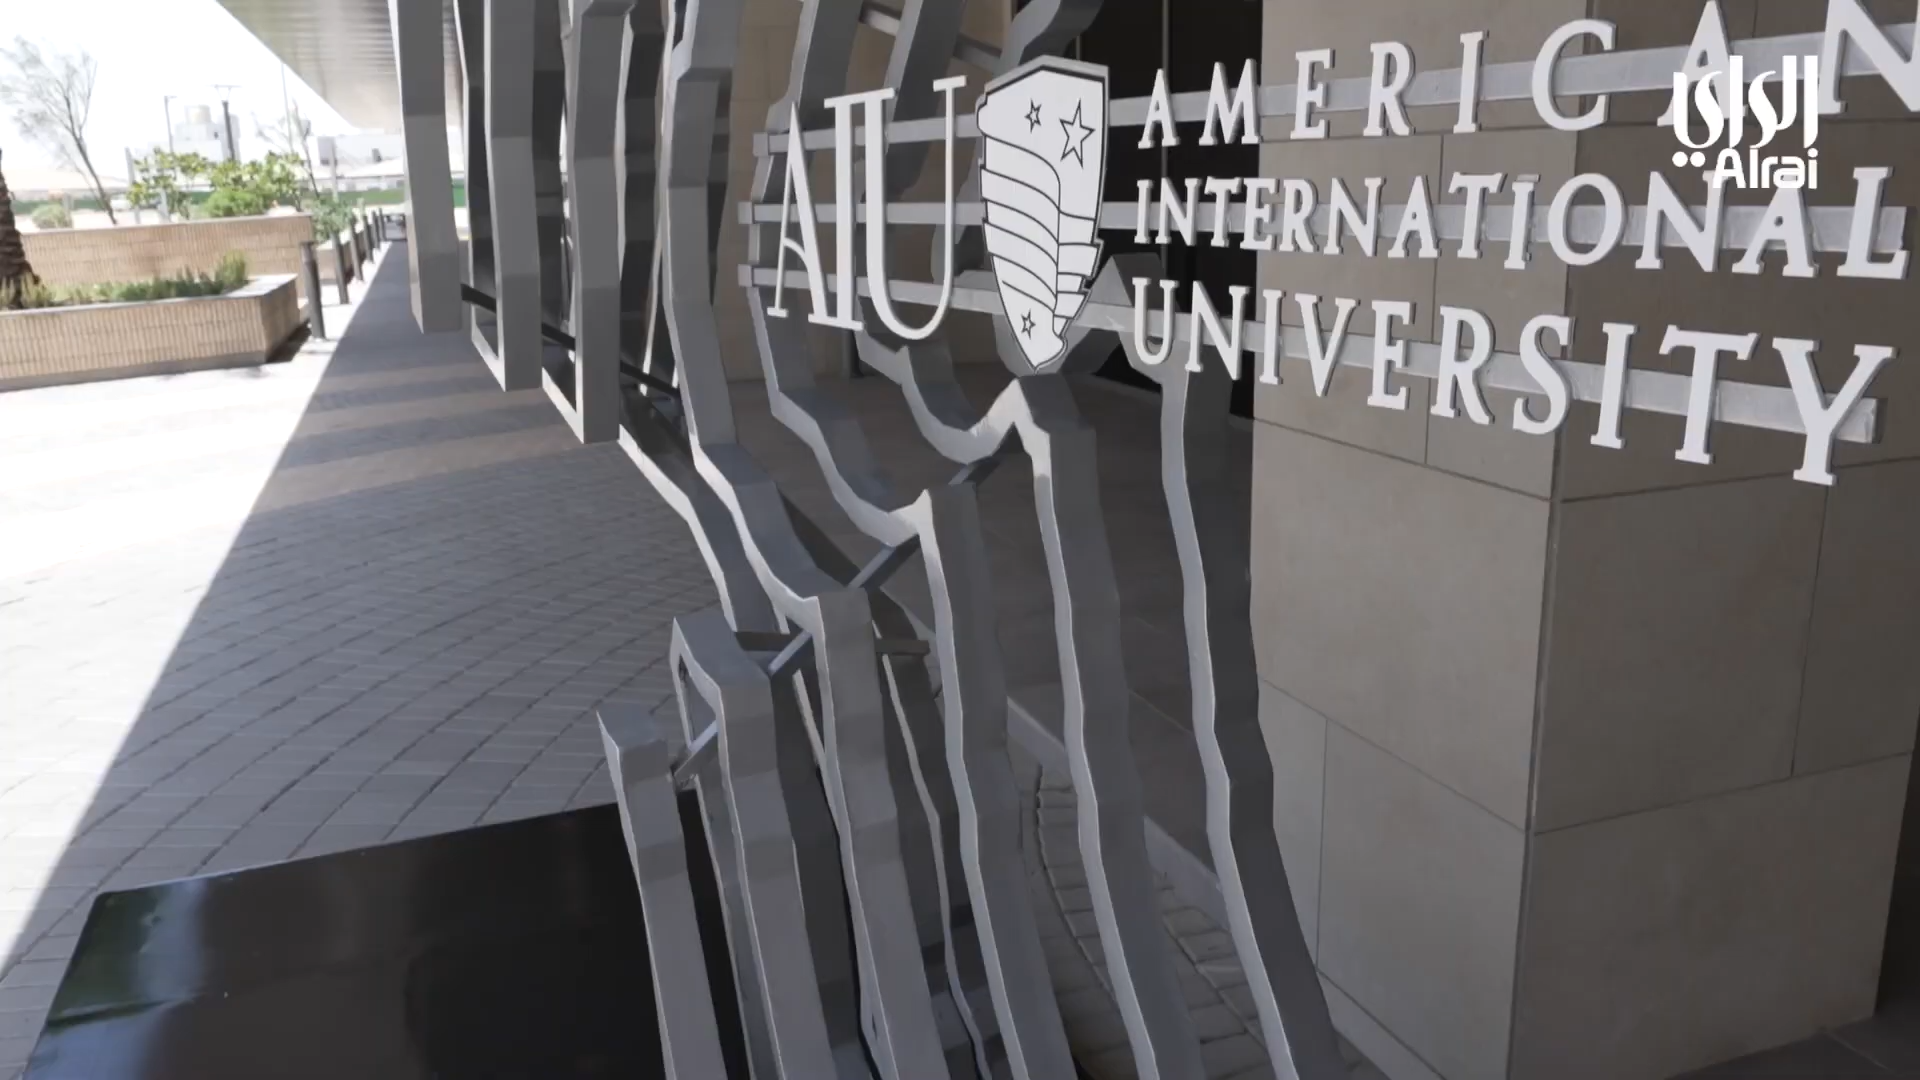 AIU
AMERICAN
INTERNATIONAL
UNIVERSITY
الراي
Alrai